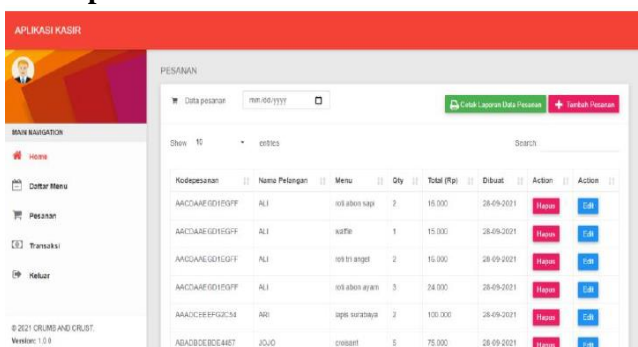 APLIKASI KASIR
PESANAN
Data pesanan mm/dd/yyyy Cetak Laporan Data Pesanan Tambah Pesanan
MAIN NAVIGATION
Home
Daftar Menu
Pesanan
Transaksi
Keluar
© 2021 CRUMB AND CRUST.
Version: 1.0.0
Show 10 entries Search:
Kodepesanan Nama Pelangan Menu Qty Total (Rp) Dibuat Action Action
AACDAAEGD1EGFF ALI roti abon sapi 2 16.000 28-09-2021 Hapus Edit
AACDAAEGD1EGFF ALI waffle 1 15.000 28-09-2021 Hapus Edit
AACDAAEGD1EGFF ALI roti tri angel 2 16.000 28-09-2021 Hapus Edit
AACDAAEGD1EGFF ALI roti abon ayam 3 24.000 28-09-2021 Hapus Edit
ARI lapis surabaya 2 100.000 28-09-2021 Hapus Edit
JOJO croisant 5 75.000 28-09-2021 Hapus Edit